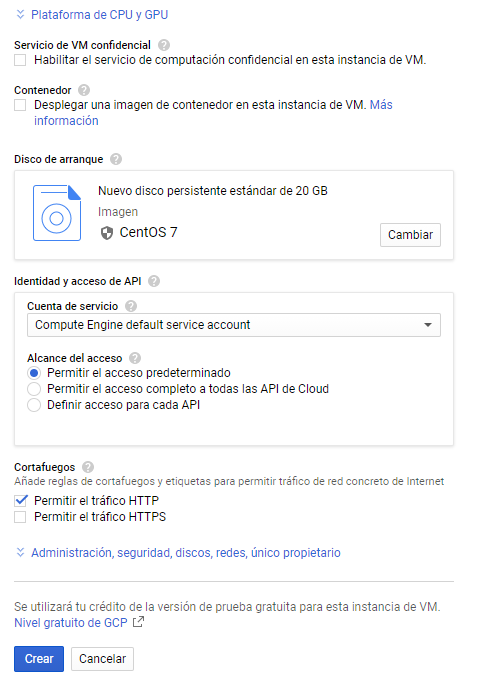 Plataforma de CPU y GPU
Servicio de VM confidencial
Habilitar el servicio de computación confidencial en esta instancia de VM.
Contenedor
Desplegar una imagen de contenedor en esta instancia de VM. Más
información
Disco de arranque
Nuevo disco persistente estándar de 20 GB
Imagen
CentOS 7
Cambiar
Identidad y acceso de API
Cuenta de servicio
Compute Engine default service account
Alcance del acceso
Permitir el acceso predeterminado
Permitir el acceso completo a todas las API de Cloud
Definir acceso para cada API
Cortafuegos
Añade reglas de cortafuegos y etiquetas para permitir tráfico de red concreto de Internet
Permitir el tráfico HTTP
Permitir el tráfico HTTPS
Administración, seguridad, discos, redes, único propietario
Se utilizará tu crédito de la versión de prueba gratuita para esta instancia de VM.
Nivel gratuito de GCP
Crear
Cancelar